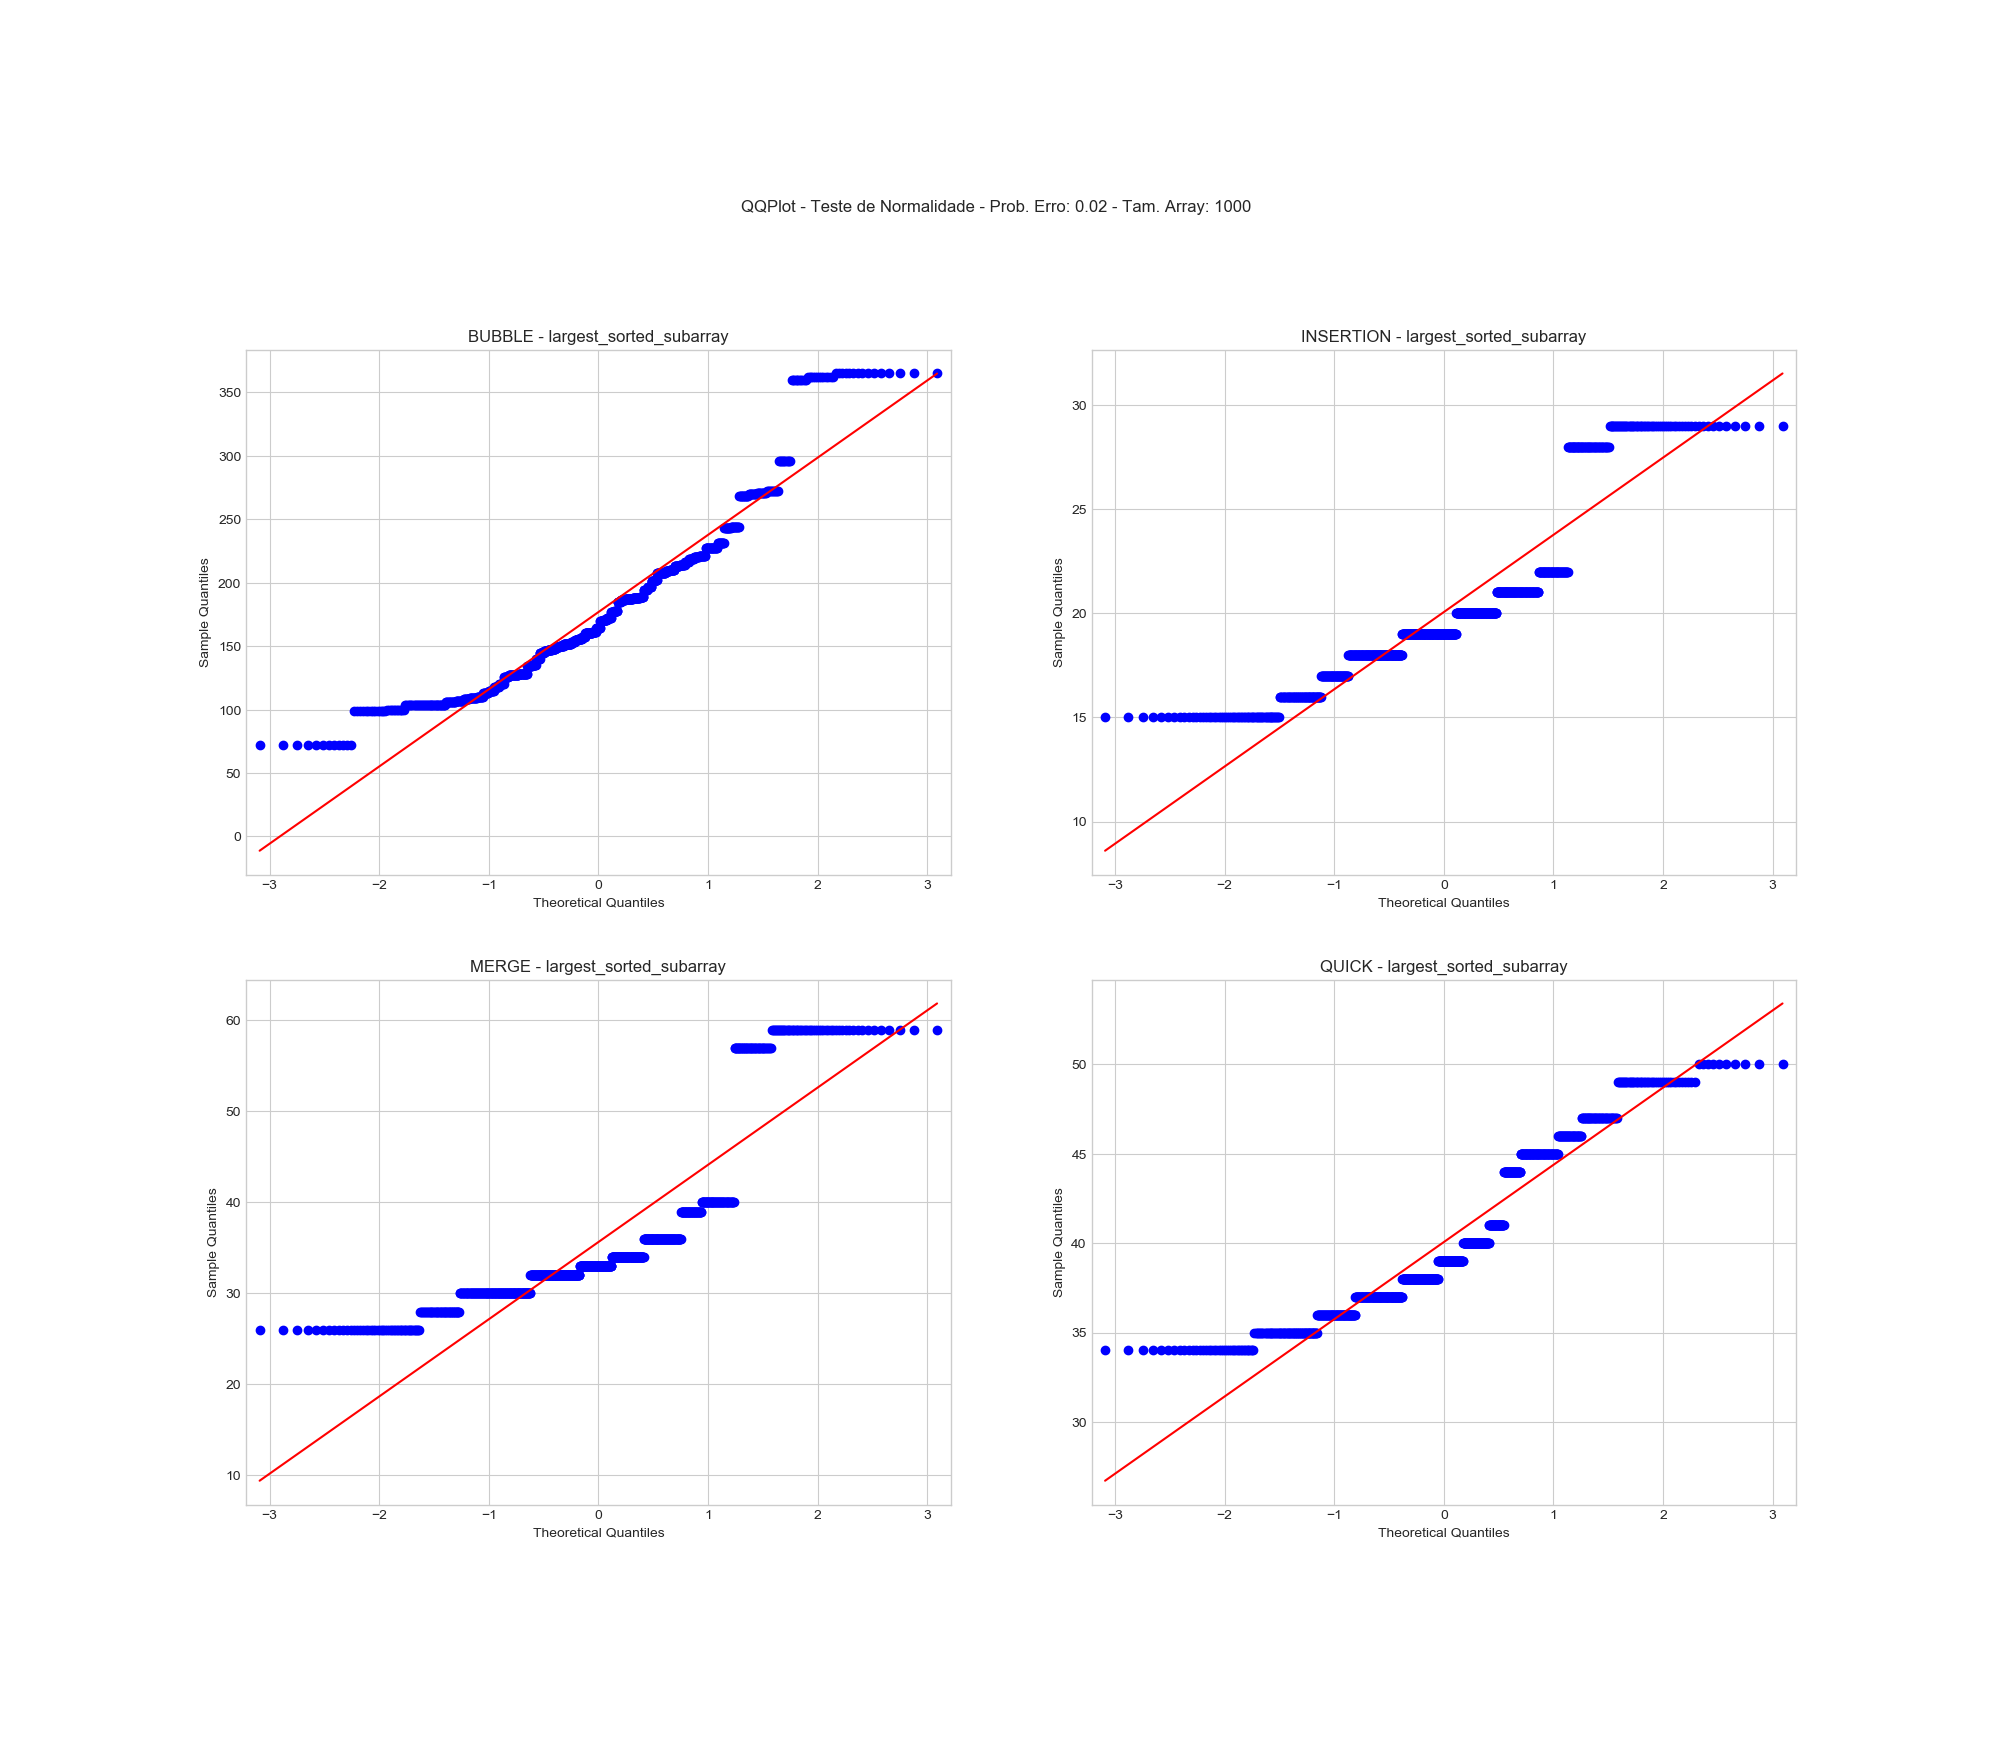 QQPlot - Teste de Normalidade - Prob. Erro: 0.02 - Tam. Array: 1000
BUBBLE - largest_sorted_subarray
Sample Quantiles
350
300
250
200
150
100
50
0
−3 −2 −1 0 1 2 3
Theoretical Quantiles
INSERTION - largest_sorted_subarray
Sample Quantiles
30
25
20
15
10
−3 −2 −1 0 1 2 3
Theoretical Quantiles
MERGE - largest_sorted_subarray
Sample Quantiles
60
50
40
30
20
10
−3 −2 −1 0 1 2 3
Theoretical Quantiles
QUICK - largest_sorted_subarray
Sample Quantiles
50
45
40
35
30
−3 −2 −1 0 1 2 3
Theoretical Quantiles